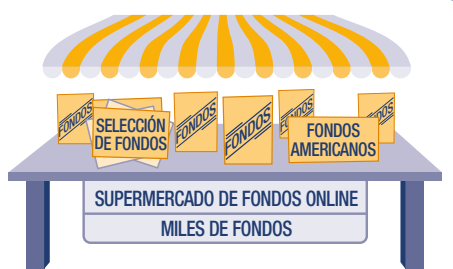 FONDOS
SELECCIÓN
DE FONDOS
FONDOS
FONDOS
FONDOS
FONDOS
AMERICANOS
FONDOS
SUPERMERCADO DE FONDOS ONLINE
MILES DE FONDOS